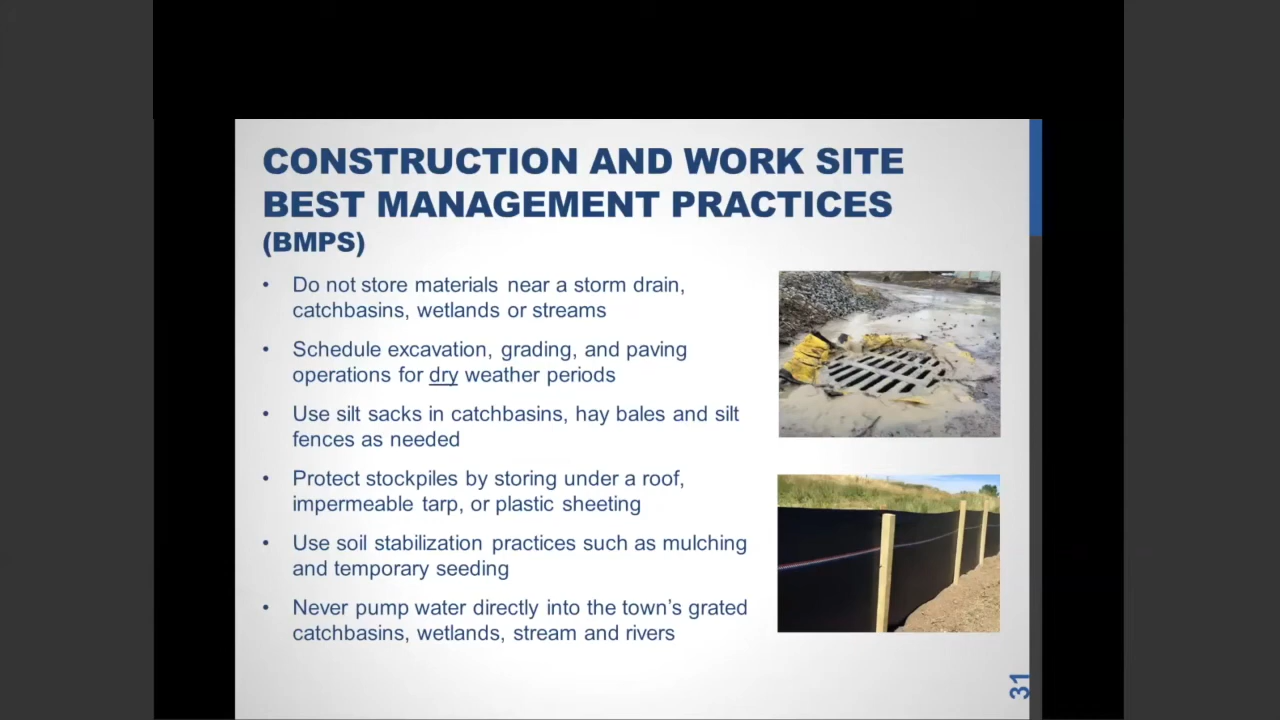 CONSTRUCTION AND WORK SITE
BEST MANAGEMENT PRACTICES
(BMPS)
• Do not store materials near a storm drain,
catchbasins, wetlands or streams
• Schedule excavation, grading, and paving
operations for dry weather periods
• Use silt sacks in catchbasins, hay bales and silt
fences as needed
• Protect stockpiles by storing under a roof,
impermeable tarp, or plastic sheeting
• Use soil stabilization practices such as mulching
and temporary seeding
• Never pump water directly into the town's grated
catchbasins, wetlands, stream and rivers
31